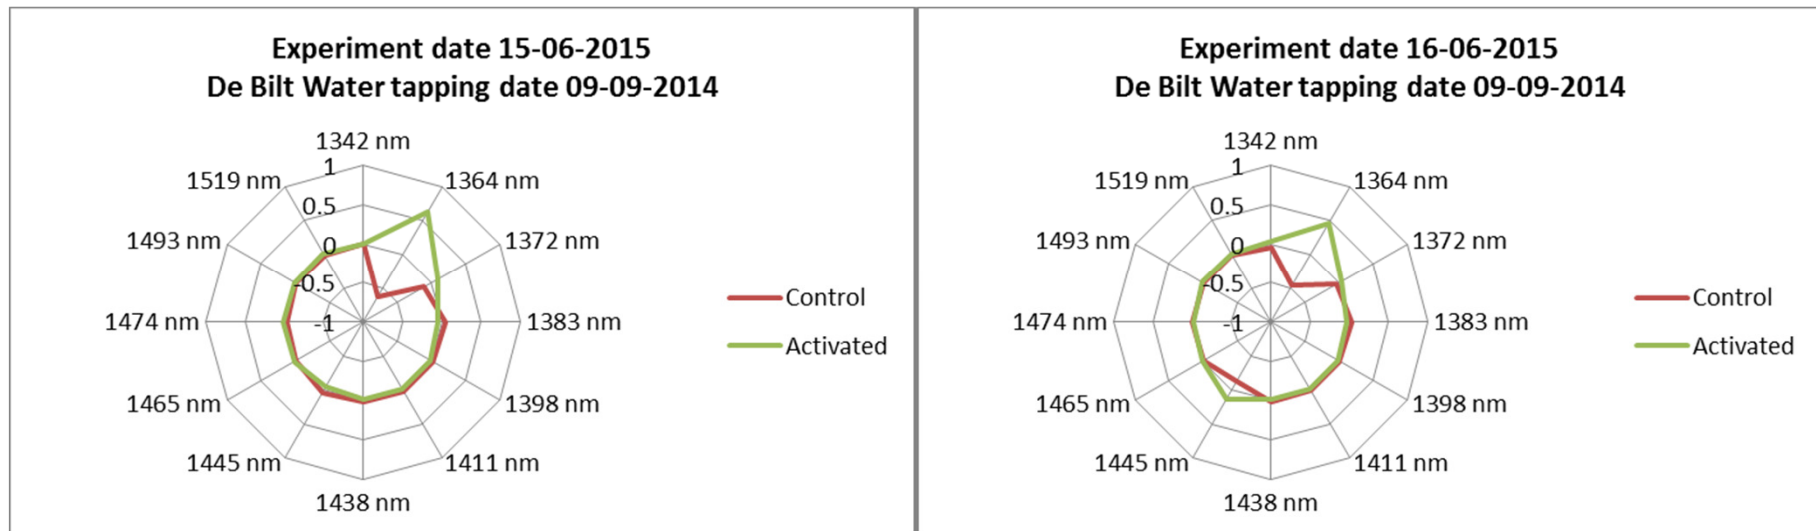 Experiment date 15-06-2015
De Bilt Water tapping date 09-09-2014
1342 nm
1364 nm
1372 nm
1383 nm
1398 nm
1411 nm
1438 nm
1445 nm
1465 nm
1474 nm
1493 nm
1519 nm
1
0.5
0
-0.5
-1
Control
Activated
Experiment date 16-06-2015
De Bilt Water tapping date 09-09-2014
1342 nm
1364 nm
1372 nm
1383 nm
1398 nm
1411 nm
1438 nm
1445 nm
1465 nm
1474 nm
1493 nm
1519 nm
1
0.5
0
-0.5
-1
Control
Activated